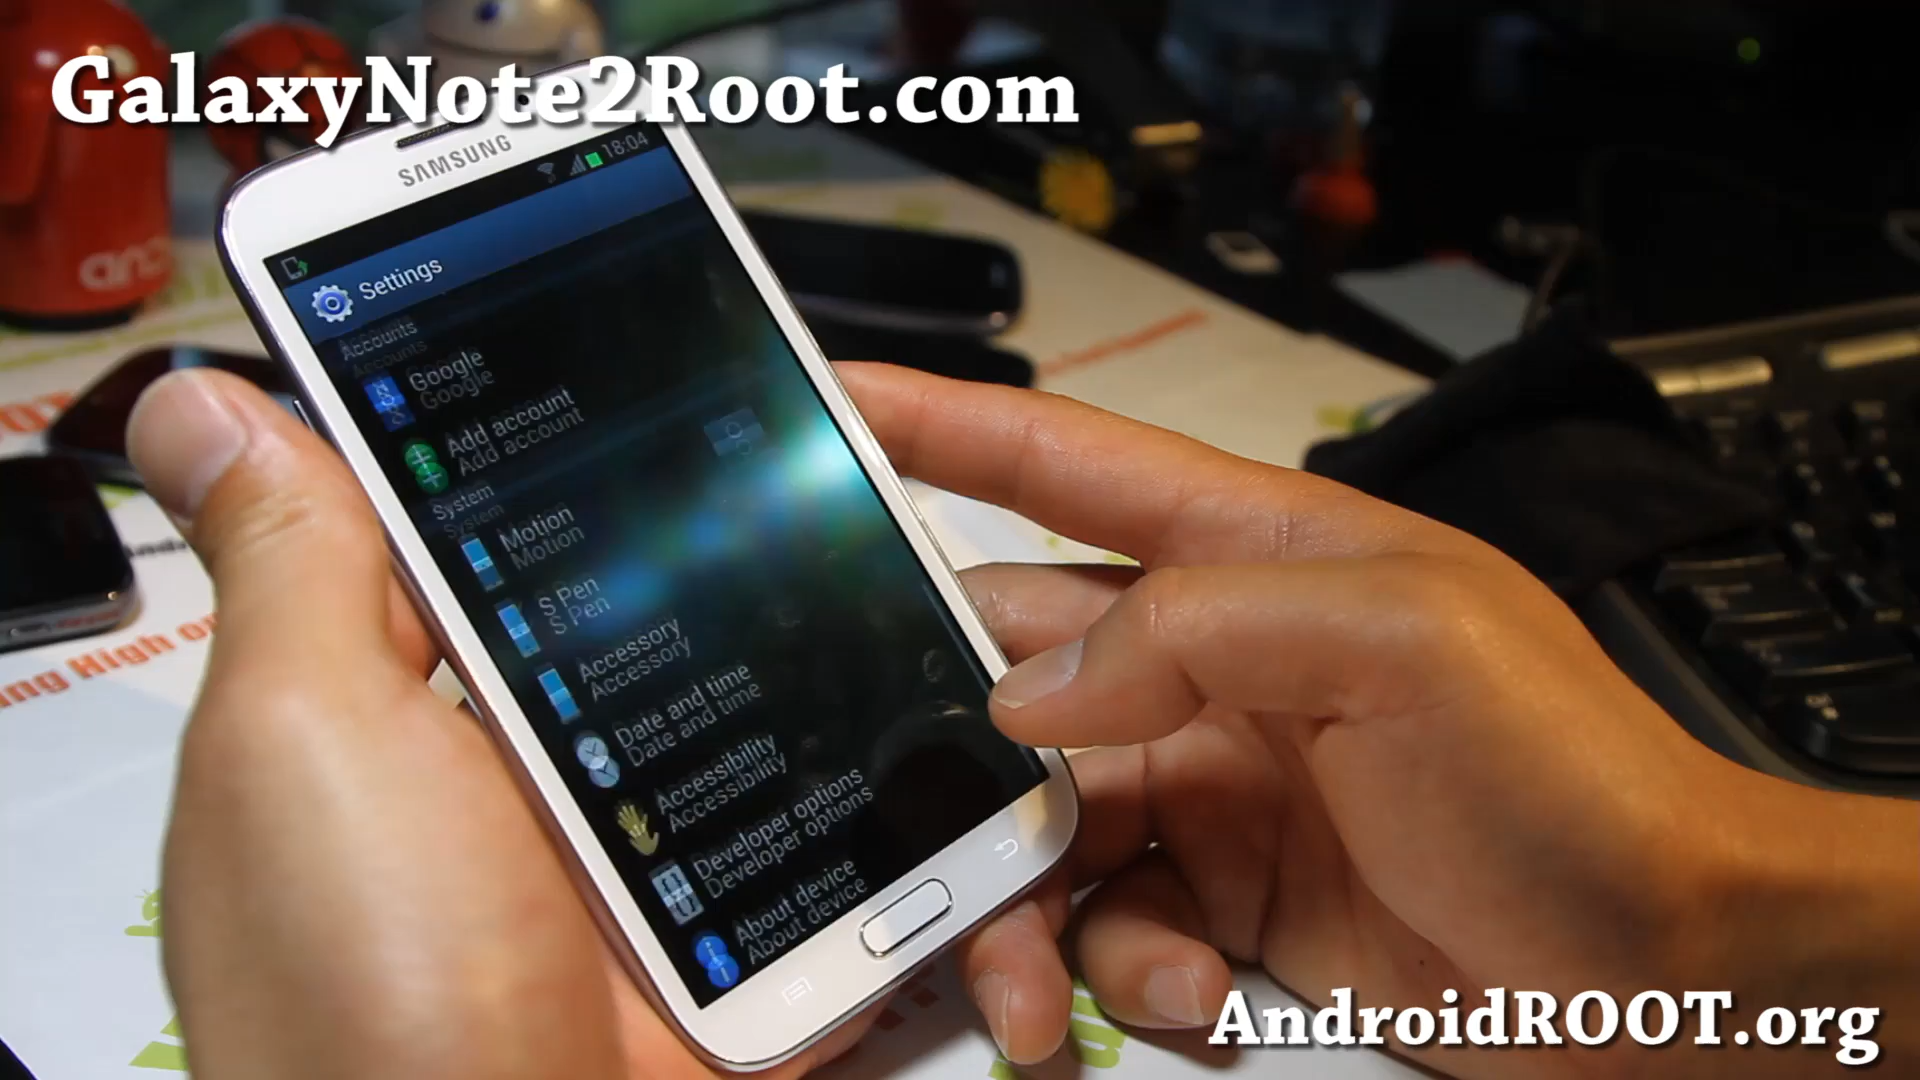 GalaxyNote2Root.com
SAMSUNG
18:04
Settings
Accounts
Google
Add account
System
Motion
S Pen
Accessory
Date and time
Accessibility
Developer options
About device
AndroidROOT.org